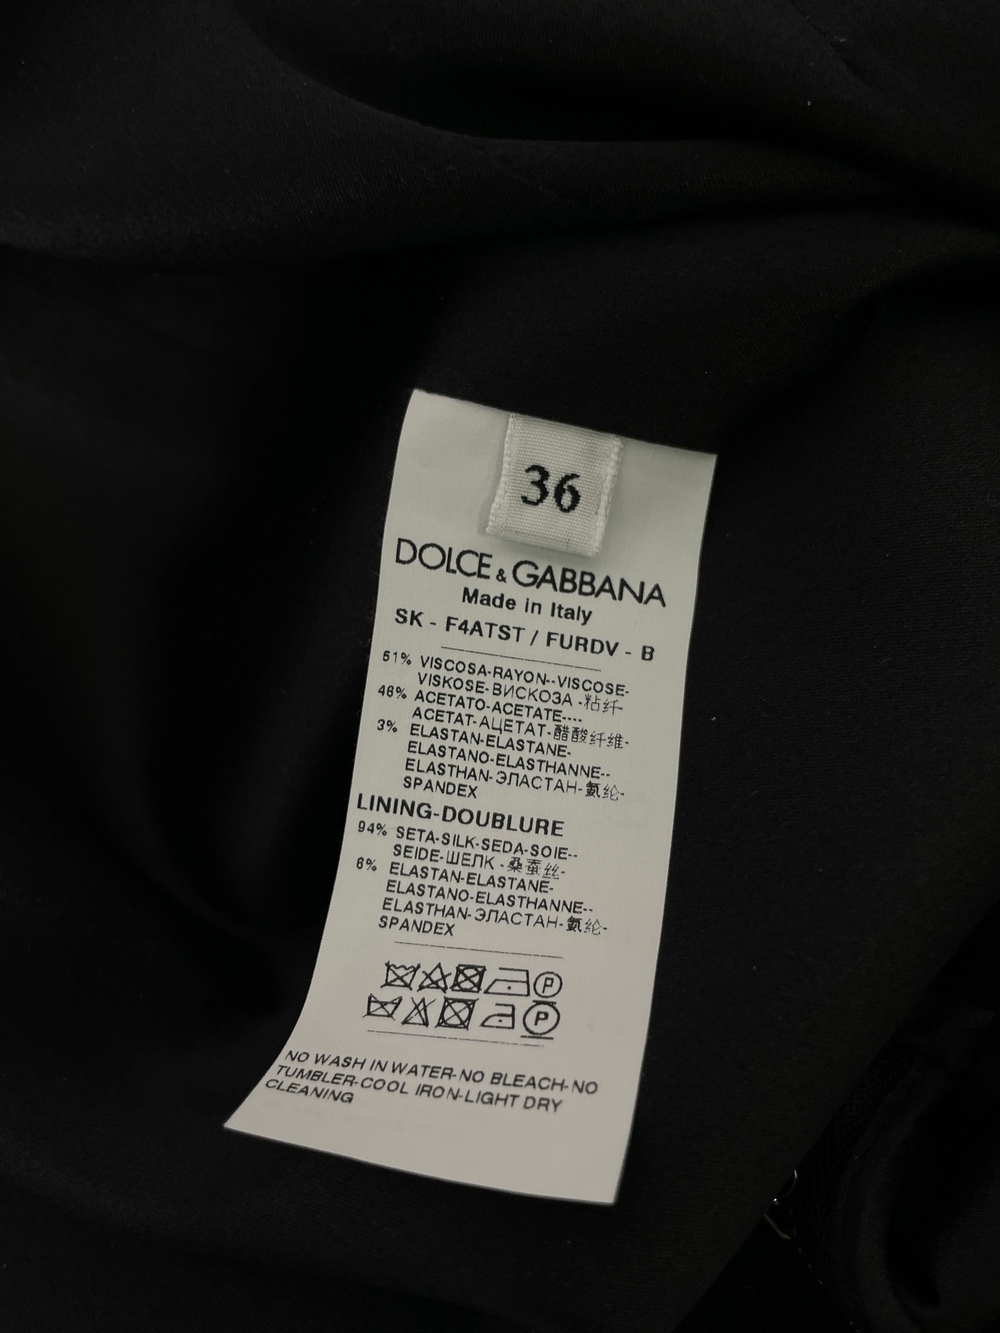 36
DOLCE & GABBANA
Made in Italy
SK - F4ATST / FURDV - B
51% VISCOSA-RAYON--VISCOSE-
VISKOSE-ВИСКОЗА -粘纤-
46% ACETATO-ACETATE----
ACETAT-АЦЕТАТ-醋酸纤维-
3% ELASTAN-ELASTANE-
ELASTANO-ELASTHANNE--
ELASTHAN-ЭЛАСТАН-氨纶-
SPANDEX
LINING-DOUBLURE
94% SETA-SILK-SEDA-SOIE--
SEIDE-ШЕЛК -桑蚕丝-
6% ELASTAN-ELASTANE-
ELASTANO-ELASTHANNE--
ELASTHAN-ЭЛАСТАН-氨纶-
SPANDEX
P
P
NO WASH IN WATER-NO BLEACH-NO
TUMBLER-COOL IRON-LIGHT DRY
CLEANING